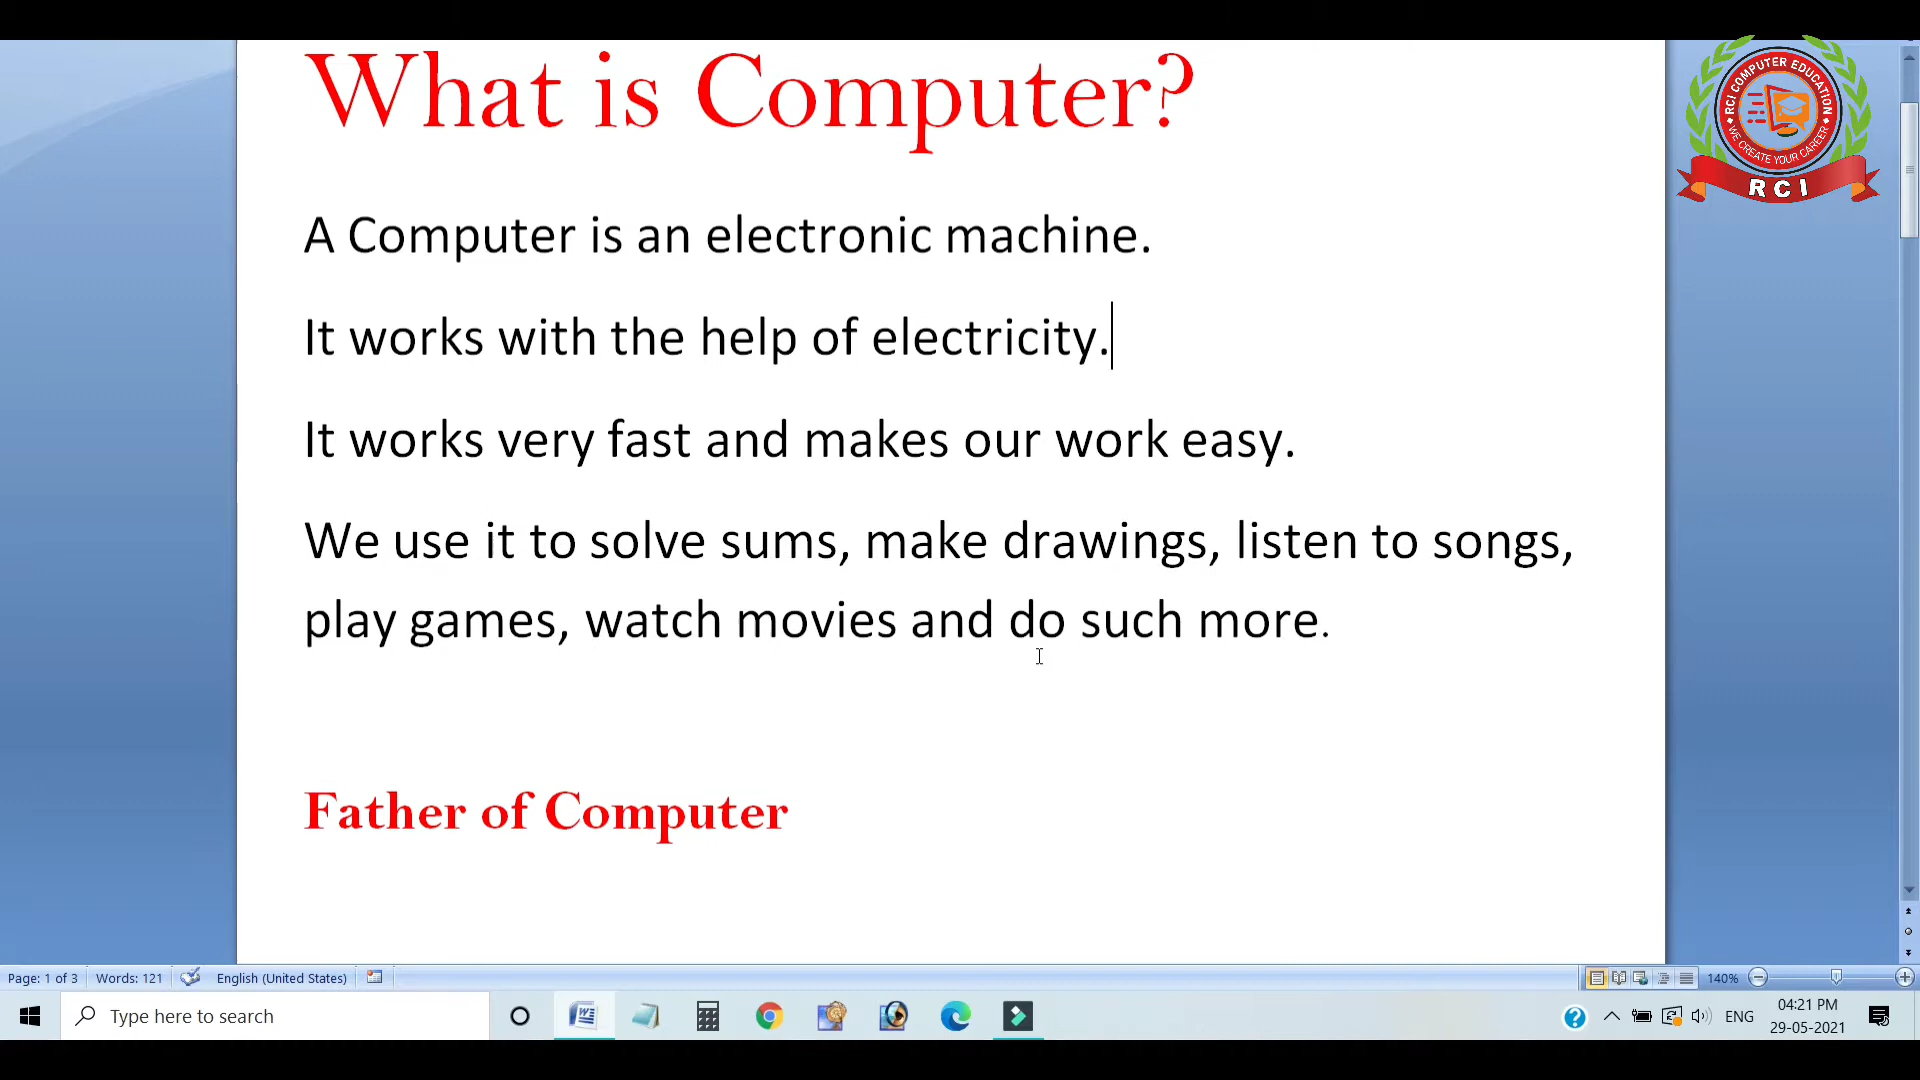 What is Computer?
RCI COMPUTER EDUCATION
WE CREATE YOUR CAREER
RCI
A Computer is an electronic machine.
It works with the help of electricity.
It works very fast and makes our work easy.
We use it to solve sums, make drawings, listen to songs,
play games, watch movies and do such more.
Father of Computer
Page: 1 of 3 Words: 121 English (United States) 140%
Type here to search
ENG
04:21 PM
29-05-2021